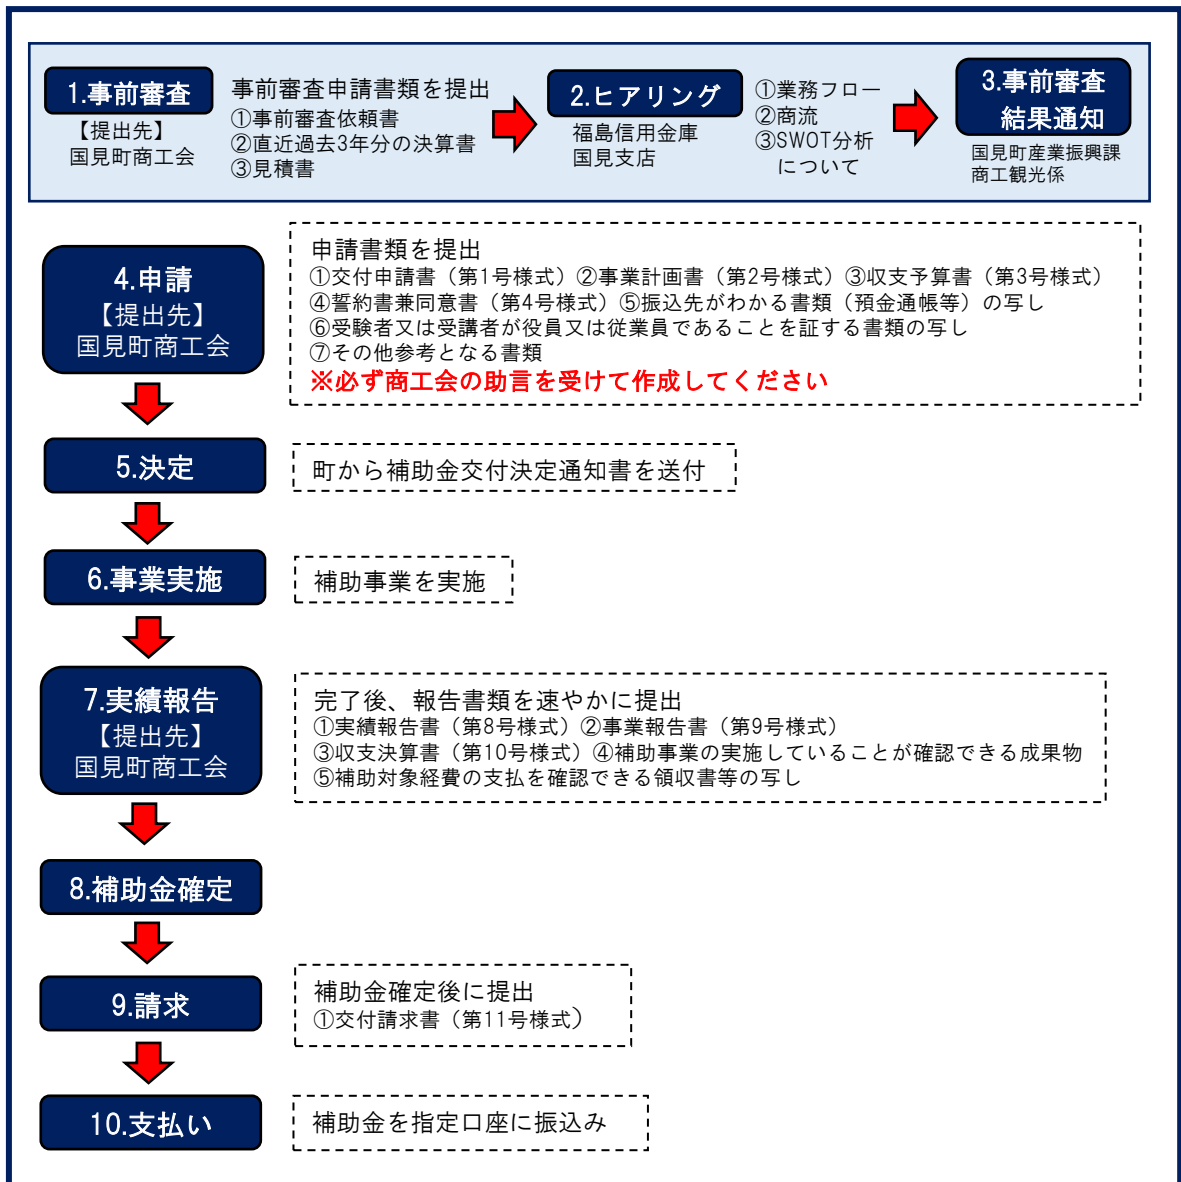 1.事前審査
【提出先】
国見町商工会
事前審査申請書類を提出
①事前審査依頼書
②直近過去3年分の決算書
③見積書
2.ヒアリング
福島信用金庫
国見支店
①業務フロー
②商流
③SWOT分析
について
3.事前審査
結果通知
国見町産業振興課
商工観光係
4.申請
【提出先】
国見町商工会
申請書類を提出
①交付申請書（第1号様式）②事業計画書（第2号様式）③収支予算書（第3号様式）
④誓約書兼同意書（第4号様式）⑤振込先がわかる書類（預金通帳等）の写し
⑥受験者又は受講者が役員又は従業員であることを証する書類の写し
⑦その他参考となる書類
※必ず商工会の助言を受けて作成してください
5.決定
町から補助金交付決定通知書を送付
6.事業実施
補助事業を実施
7.実績報告
【提出先】
国見町商工会
完了後、報告書類を速やかに提出
①実績報告書（第8号様式）②事業報告書（第9号様式）
③収支決算書（第10号様式）④補助事業の実施していることが確認できる成果物
⑤補助対象経費の支払を確認できる領収書等の写し
8.補助金確定
9.請求
補助金確定後に提出
①交付請求書（第11号様式）
10.支払い
補助金を指定口座に振込み